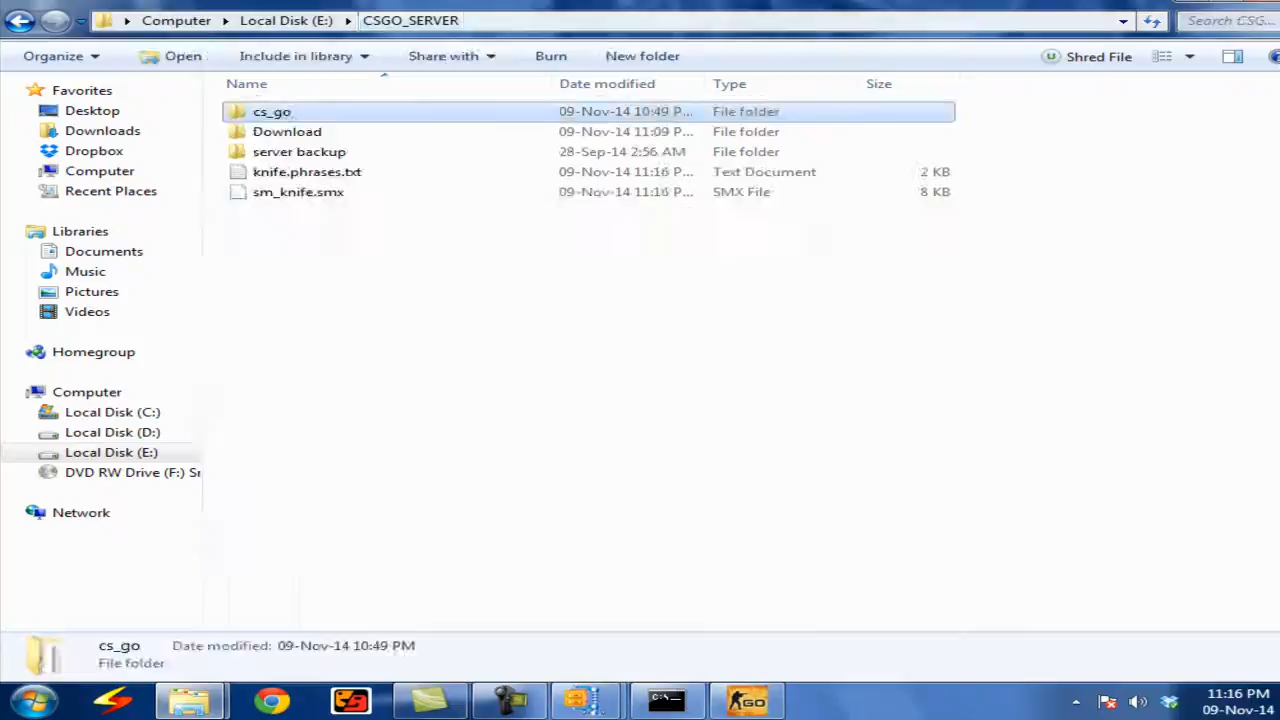 Computer Local Disk (E:) CSGO_SERVER Search CSG...
Organize Open Include in library Share with Burn New folder Shred File
Name Date modified Type Size
cs_go 09-Nov-14 10:49 P... File folder
Download 09-Nov-14 11:09 P... File folder
server backup 28-Sep-14 2:56 AM File folder
knife.phrases.txt 09-Nov-14 11:16 P... Text Document 2 KB
sm_knife.smx 09-Nov-14 11:16 P... SMX File 8 KB
Favorites
Desktop
Downloads
Dropbox
Computer
Recent Places
Libraries
Documents
Music
Pictures
Videos
Homegroup
Computer
Local Disk (C:)
Local Disk (D:)
Local Disk (E:)
DVD RW Drive (F:) Sr
Network
cs_go Date modified: 09-Nov-14 10:49 PM
File folder
C:\.
GO
11:16 PM
09-Nov-14